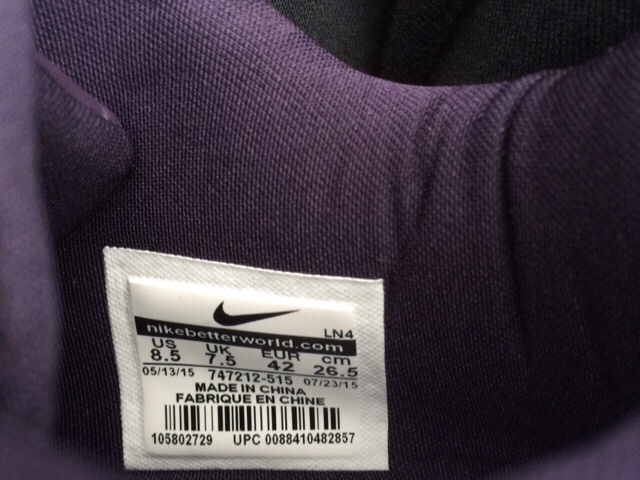 LN4
nikebetterworld.com
US UK EUR cm
8.5 7.5 42 26.5
05/13/15 747212-515 07/23/15
MADE IN CHINA
FABRIQUE EN CHINE
105802729 UPC 0088410482857